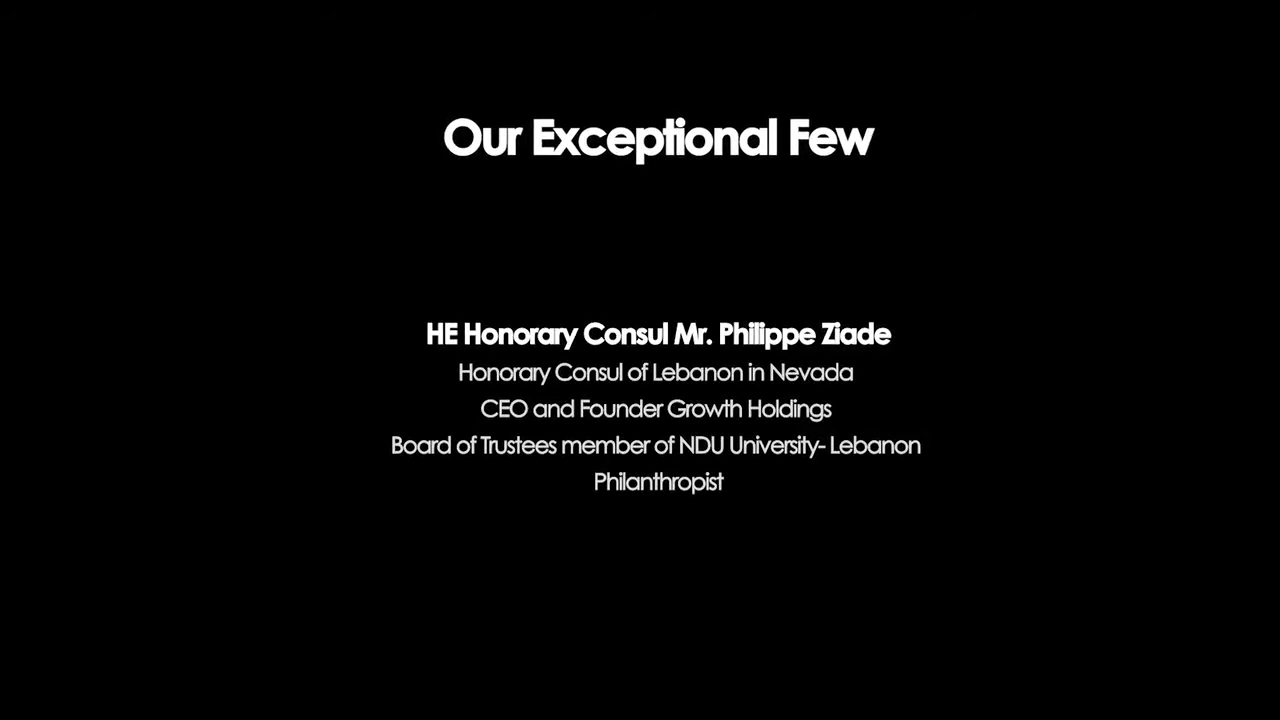 Our Exceptional Few
HE Honorary Consul Mr. Philippe Ziade
Honorary Consul of Lebanon in Nevada
CEO and Founder Growth Holdings
Board of Trustees member of NDU University- Lebanon
Philanthropist